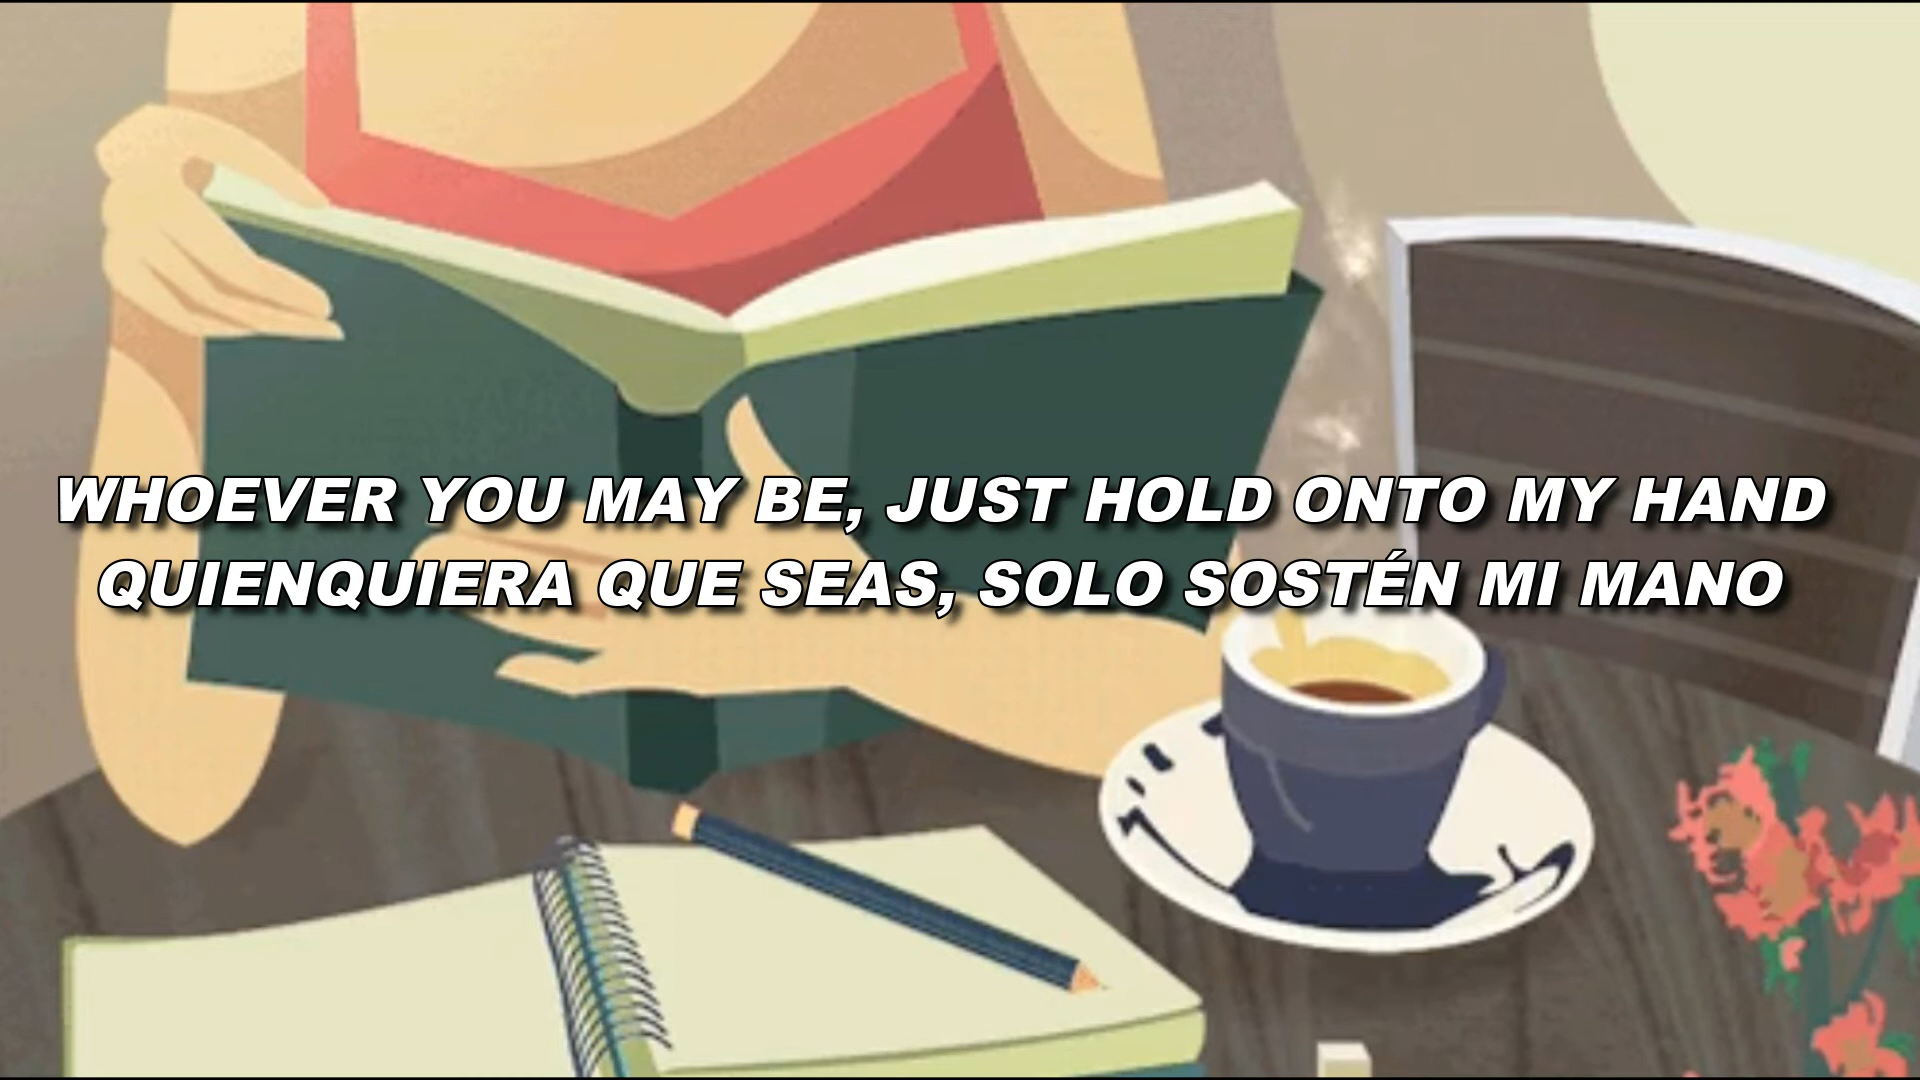 WHOEVER YOU MAY BE, JUST HOLD ONTO MY HAND
QUIENQUIERA QUE SEAS, SOLO SOSTÉN MI MANO